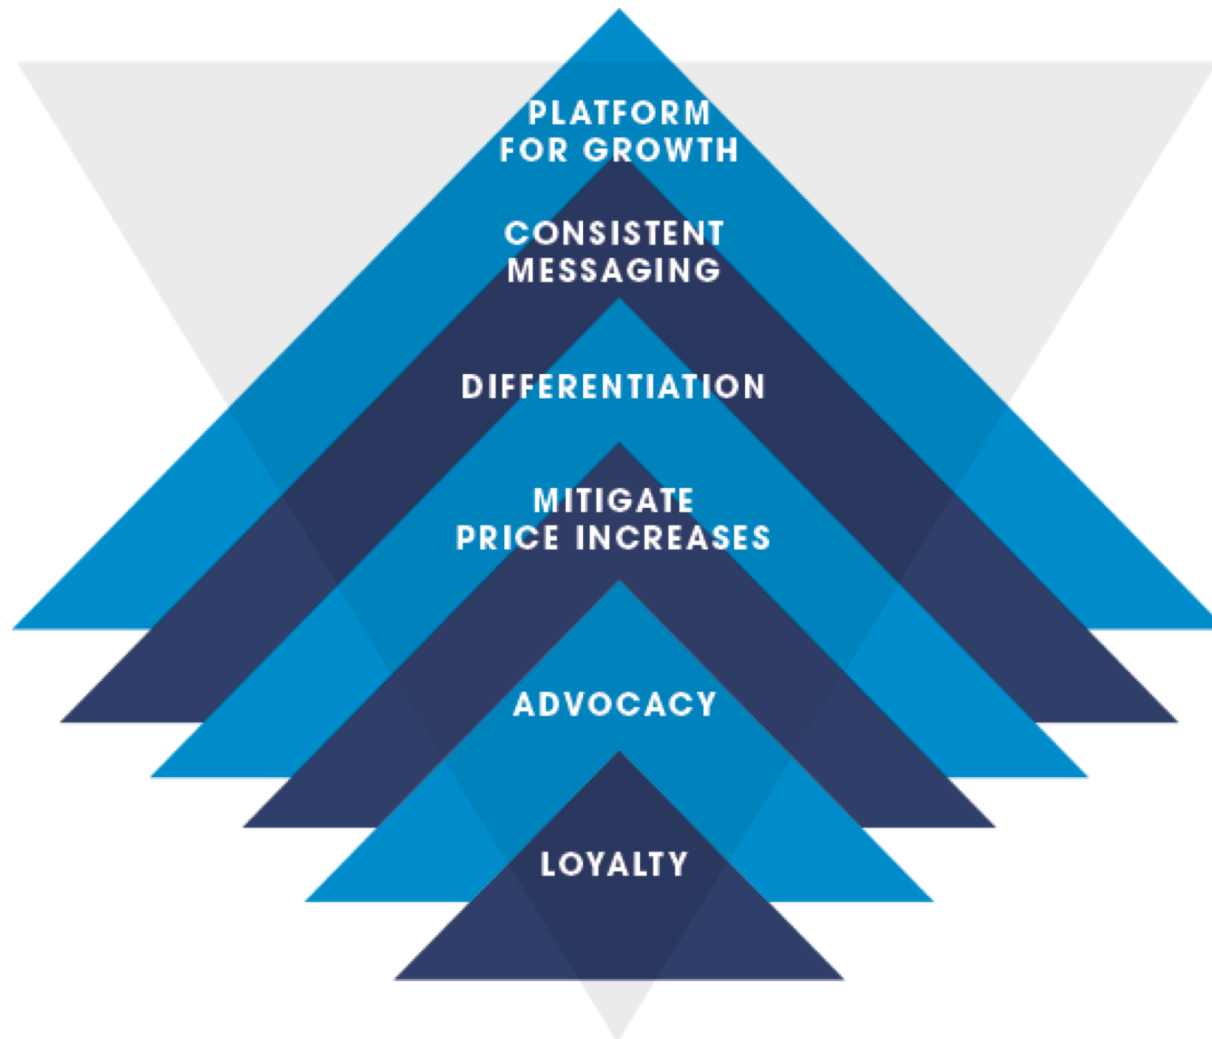 PLATFORM
FOR GROWTH
CONSISTENT
MESSAGING
DIFFERENTIATION
MITIGATE
PRICE INCREASES
ADVOCACY
LOYALTY